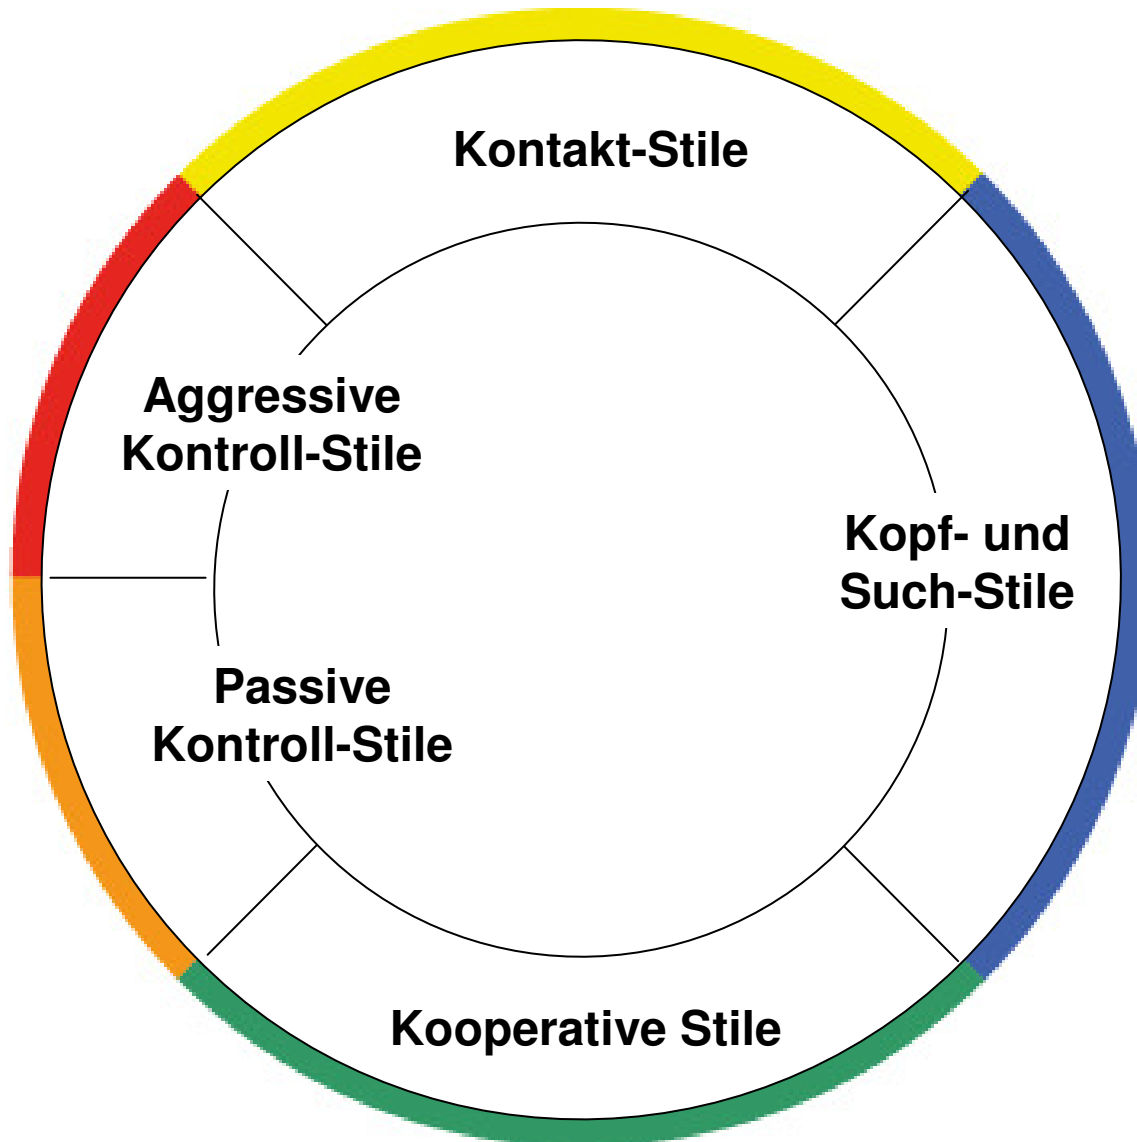 Kontakt-Stile
Aggressive
Kontroll-Stile
Kopf- und
Such-Stile
Passive
Kontroll-Stile
Kooperative Stile